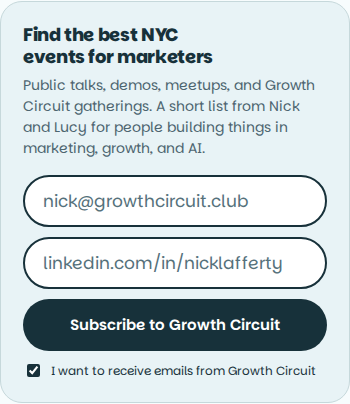 Find the best NYC
events for marketers
Public talks, demos, meetups, and Growth
Circuit gatherings. A short list from Nick
and Lucy for people building things in
marketing, growth, and AI.
nick@growthcircuit.club
linkedin.com/in/nicklafferty
Subscribe to Growth Circuit
I want to receive emails from Growth Circuit